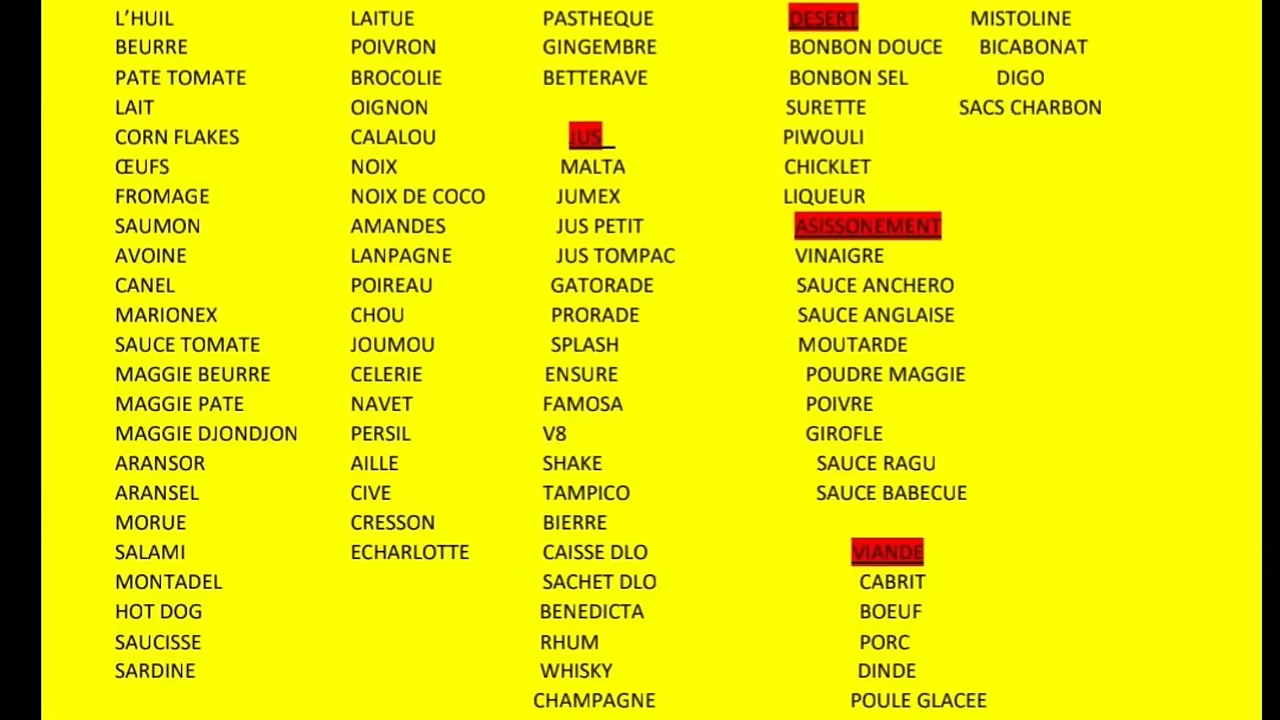 L’HUIL
BEURRE
PATE TOMATE
LAIT
CORN FLAKES
ŒUFS
FROMAGE
SAUMON
AVOINE
CANEL
MARIONEX
SAUCE TOMATE
MAGGIE BEURRE
MAGGIE PATE
MAGGIE DJONDJON
ARANSOR
ARANSEL
MORUE
SALAMI
MONTADEL
HOT DOG
SAUCISSE
SARDINE
LAITUE
POIVRON
BROCOLIE
OIGNON
CALALOU
NOIX
NOIX DE COCO
AMANDES
LANPAGNE
POIREAU
CHOU
JOUMOU
CELERIE
NAVET
PERSIL
AILLE
CIVE
CRESSON
ECHARLOTTE
PASTHEQUE
GINGEMBRE
BETTERAVE
JUS
MALTA
JUMEX
JUS PETIT
JUS TOMPAC
GATORADE
PRORADE
SPLASH
ENSURE
FAMOSA
V8
SHAKE
TAMPICO
BIERRE
CAISSE DLO
SACHET DLO
BENEDICTA
RHUM
WHISKY
CHAMPAGNE
DESERT
BONBON DOUCE
BONBON SEL
SURETTE
PIWOULI
CHICKLET
LIQUEUR
ASISSONEMENT
VINAIGRE
SAUCE ANCHERO
SAUCE ANGLAISE
MOUTARDE
POUDRE MAGGIE
POIVRE
GIROFLE
SAUCE RAGU
SAUCE BABECUE
VIANDE
CABRIT
BOEUF
PORC
DINDE
POULE GLACEE
MISTOLINE
BICABONAT
DIGO
SACS CHARBON